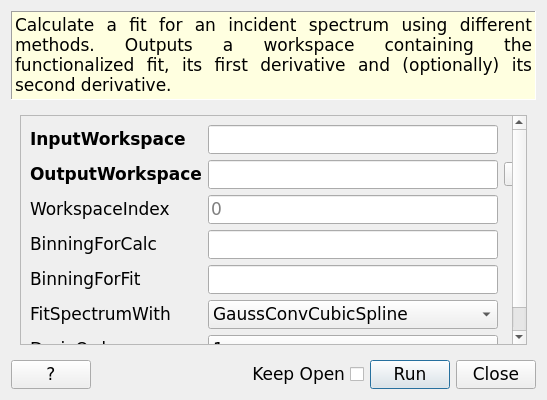 Calculate a fit for an incident spectrum using different
methods. Outputs a workspace containing the
functionalized fit, its first derivative and (optionally) its
second derivative.
InputWorkspace
OutputWorkspace
WorkspaceIndex 0
BinningForCalc
BinningForFit
FitSpectrumWith GaussConvCubicSpline
? Keep Open Run Close